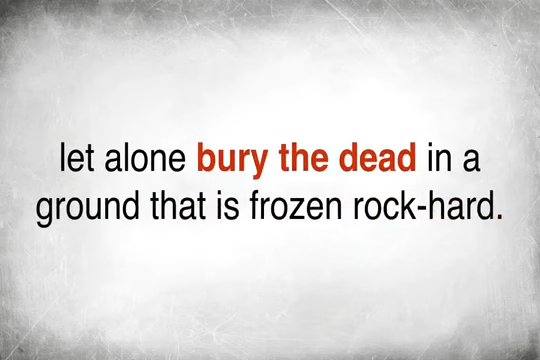 let alone bury the dead in a
ground that is frozen rock-hard.